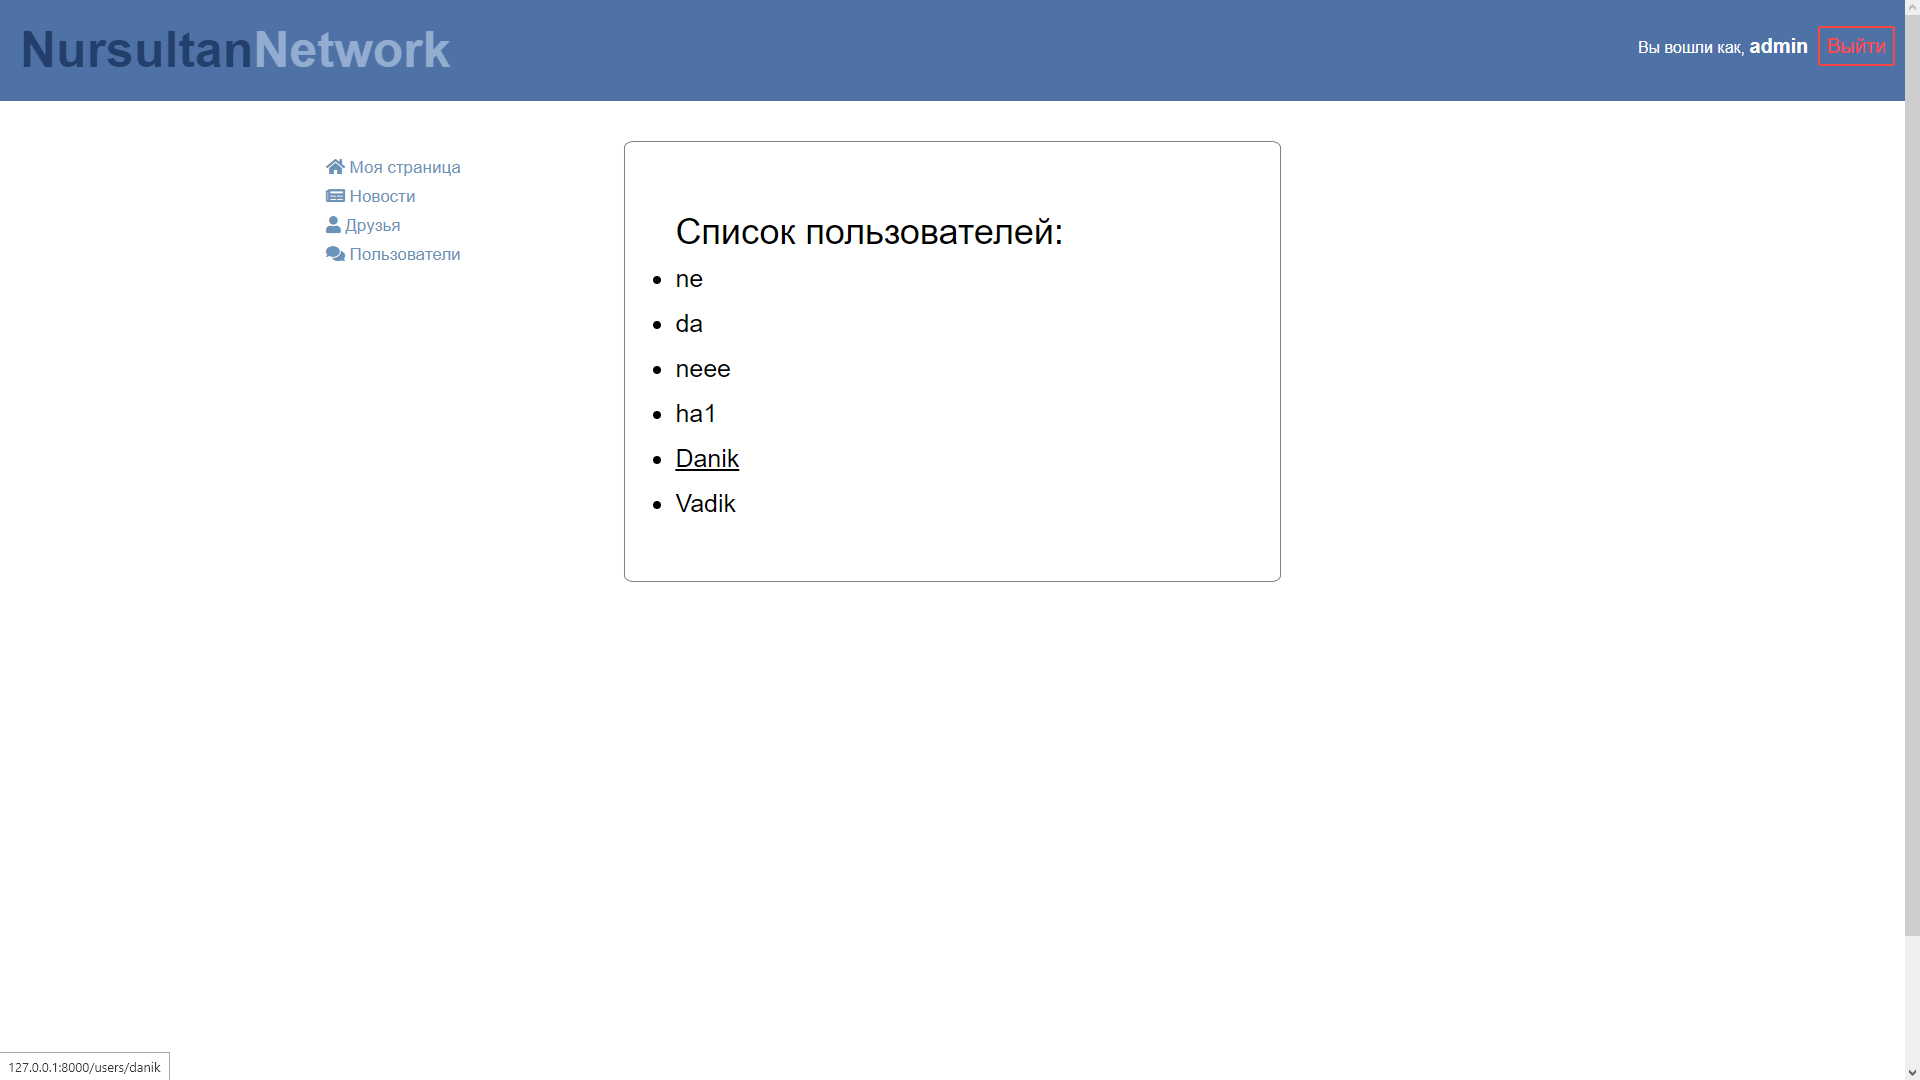 NursultanNetwork
Вы вошли как, admin Выйти
Моя страница
Новости
Друзья
Пользователи
Список пользователей:
ne
da
neee
ha1
Danik
Vadik
127.0.0.1:8000/users/danik